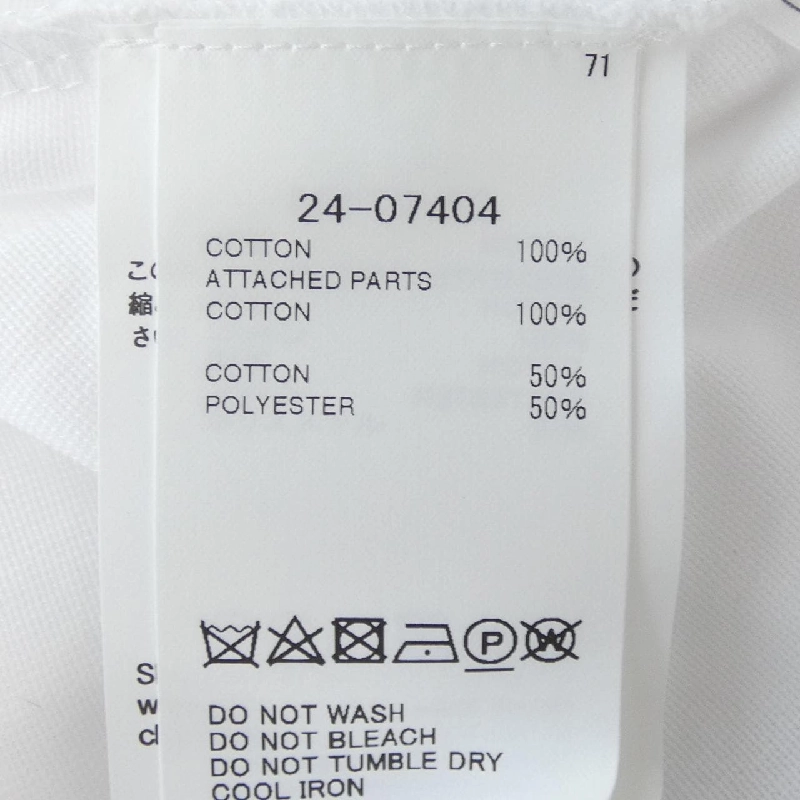 71
24-07404
COTTON 100%
ATTACHED PARTS
COTTON 100%
COTTON 50%
POLYESTER 50%
P
W
DO NOT WASH
DO NOT BLEACH
DO NOT TUMBLE DRY
COOL IRON